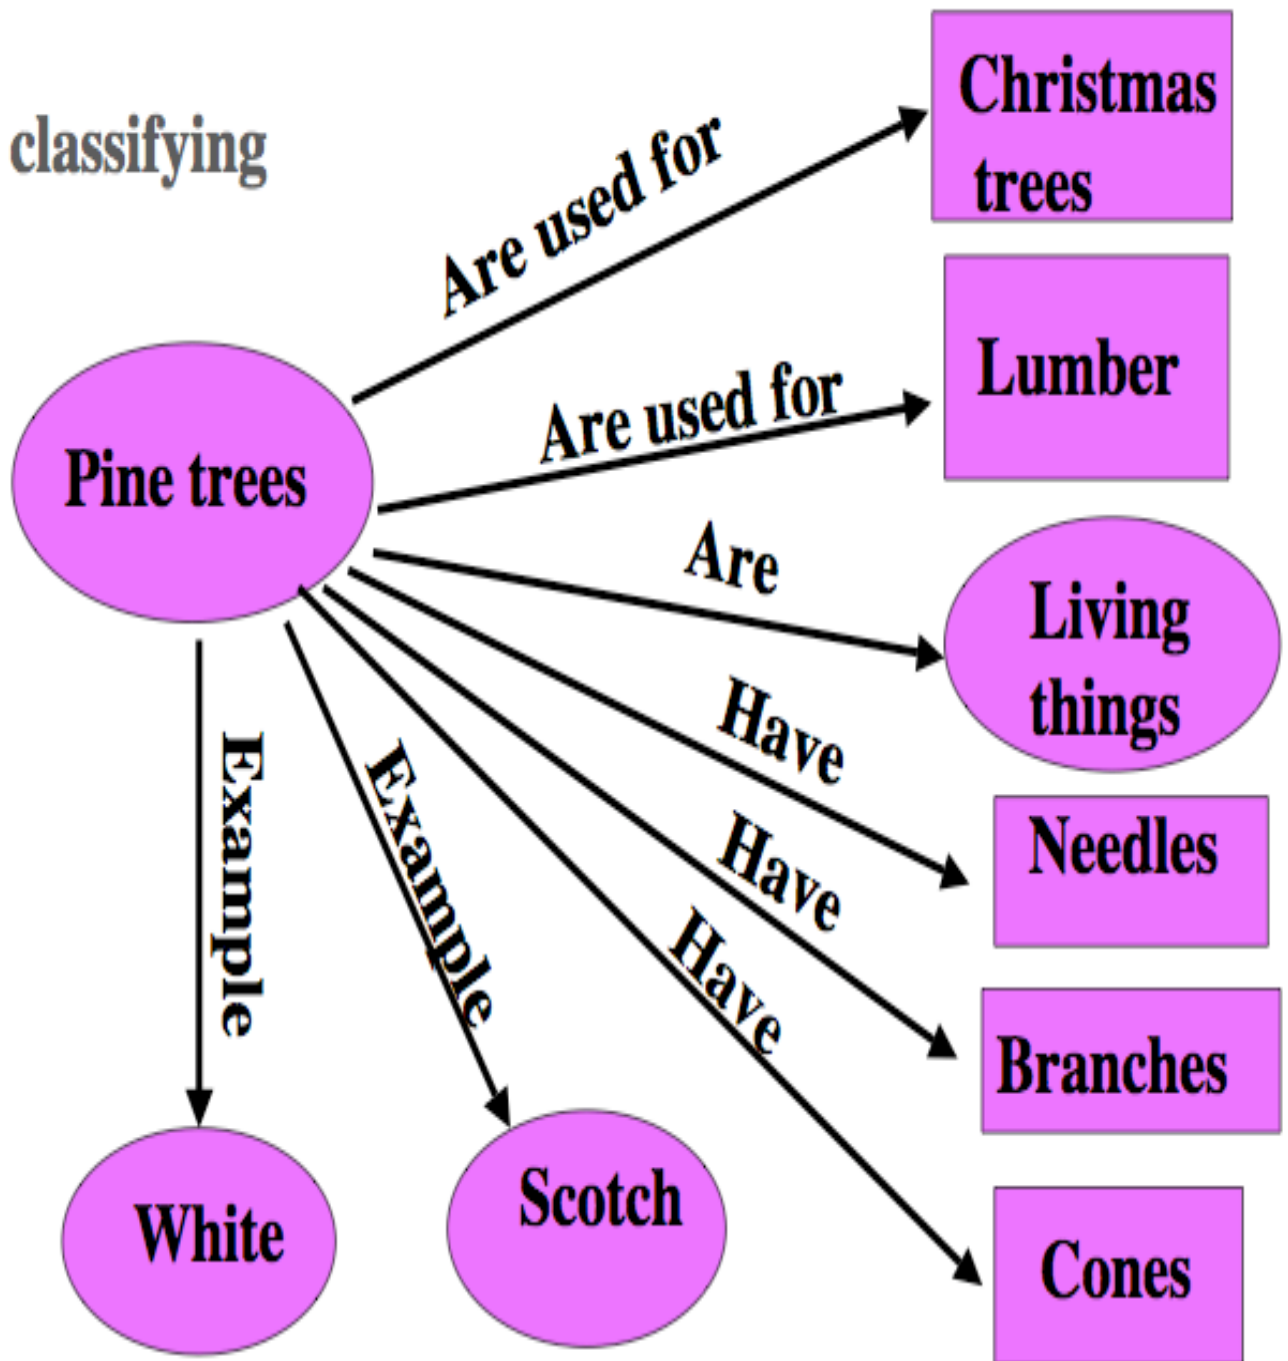 classifying
Christmas
trees
Are used for
Lumber
Are used for
Pine trees
Are
Living
things
Have
Needles
Have
Branches
Have
Cones
Example
Example
White
Scotch